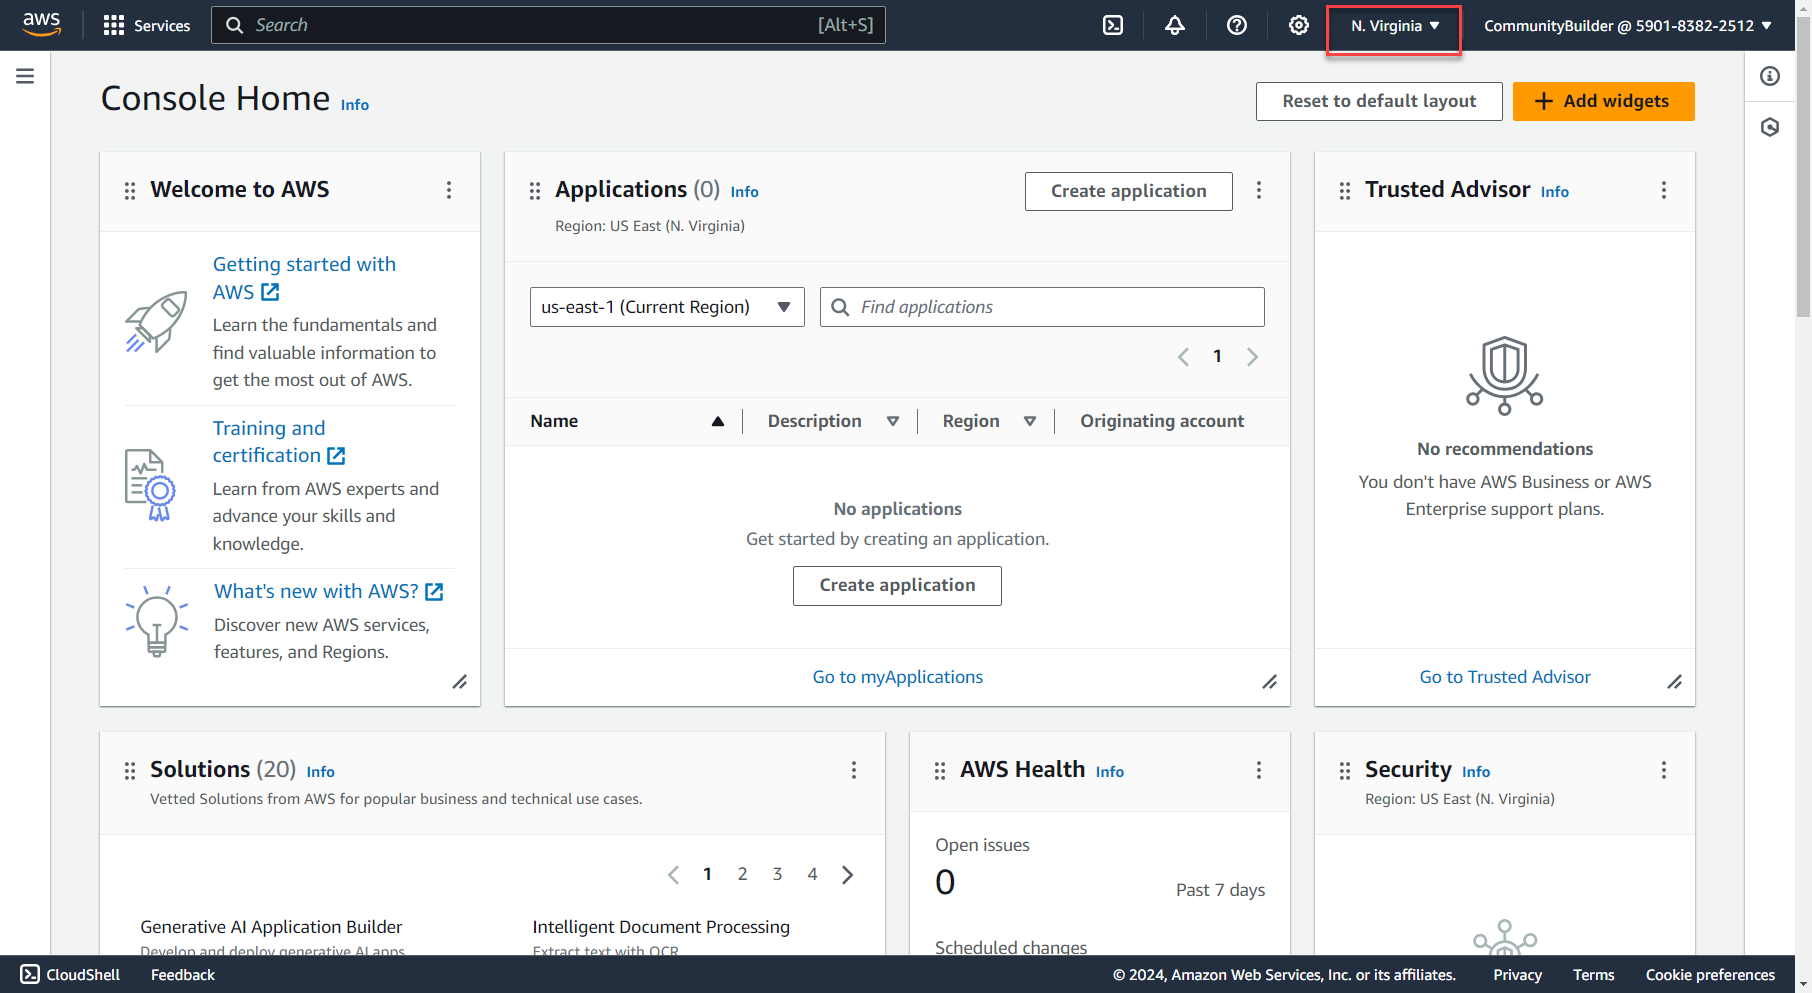 aws
Services
Search
[Alt+S]
N. Virginia
CommunityBuilder @ 5901-8382-2512
Console Home Info
Reset to default layout
Add widgets
Welcome to AWS
Getting started with
AWS
Learn the fundamentals and
find valuable information to
get the most out of AWS.
Training and
certification
Learn from AWS experts and
advance your skills and
knowledge.
What's new with AWS?
Discover new AWS services,
features, and Regions.
Applications (0) Info
Region: US East (N. Virginia)
Create application
us-east-1 (Current Region)
Find applications
1
Name
Description
Region
Originating account
No applications
Get started by creating an application.
Create application
Go to myApplications
Trusted Advisor Info
No recommendations
You don't have AWS Business or AWS
Enterprise support plans.
Go to Trusted Advisor
Solutions (20) Info
Vetted Solutions from AWS for popular business and technical use cases.
1 2 3 4
Generative AI Application Builder
Develop and deploy generative AI apps
Intelligent Document Processing
Extract text with OCR
AWS Health Info
Open issues
0
Past 7 days
Scheduled changes
Security Info
Region: US East (N. Virginia)
CloudShell
Feedback
© 2024, Amazon Web Services, Inc. or its affiliates.
Privacy
Terms
Cookie preferences